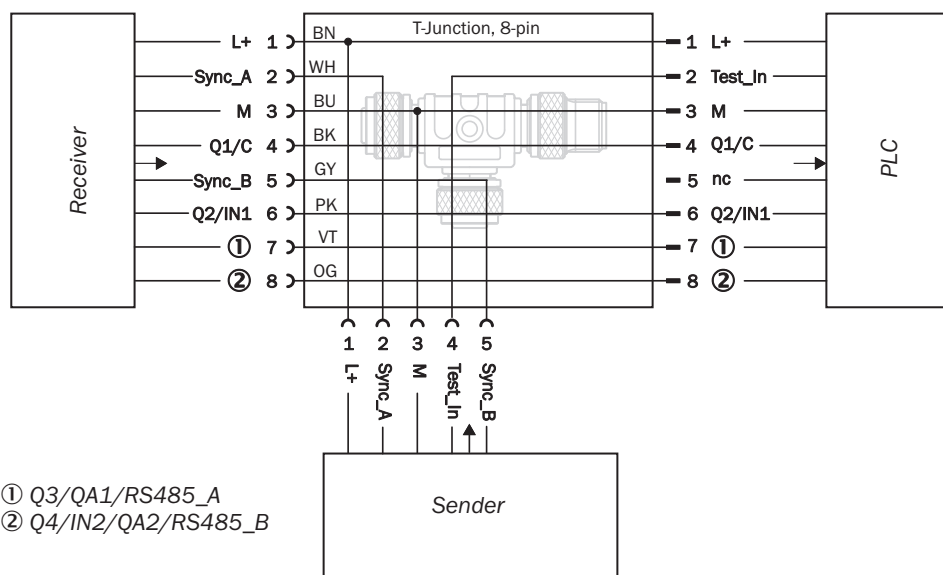 T-Junction, 8-pin
L+ 1 BN 1 L+
Sync_A 2 WH 2 Test_In
M 3 BU 3 M
Q1/C 4 BK 4 Q1/C
Sync_B 5 GY 5 nc
Q2/IN1 6 PK 6 Q2/IN1
① 7 VT 7 ①
② 8 OG 8 ②
Receiver
PLC
1 2 3 4 5
L+ Sync_A M Test_In Sync_B
Sender
① Q3/QA1/RS485_A
② Q4/IN2/QA2/RS485_B